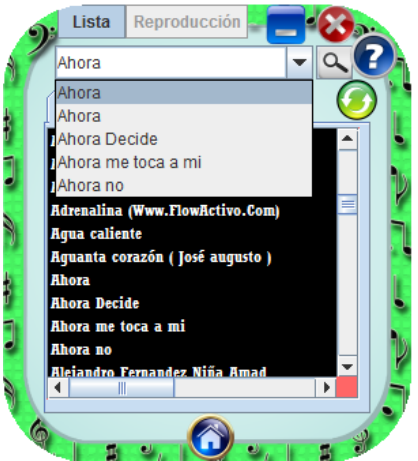 Lista
Reproducción
Ahora
?
Ahora
Ahora
Ahora Decide
Ahora me toca a mi
Ahora no
Adrenalina (Www.FlowActivo.Com)
Agua caliente
Aguanta corazón ( José augusto )
Ahora
Ahora Decide
Ahora me toca a mi
Ahora no
Alejandro Fernandez Niña Amad